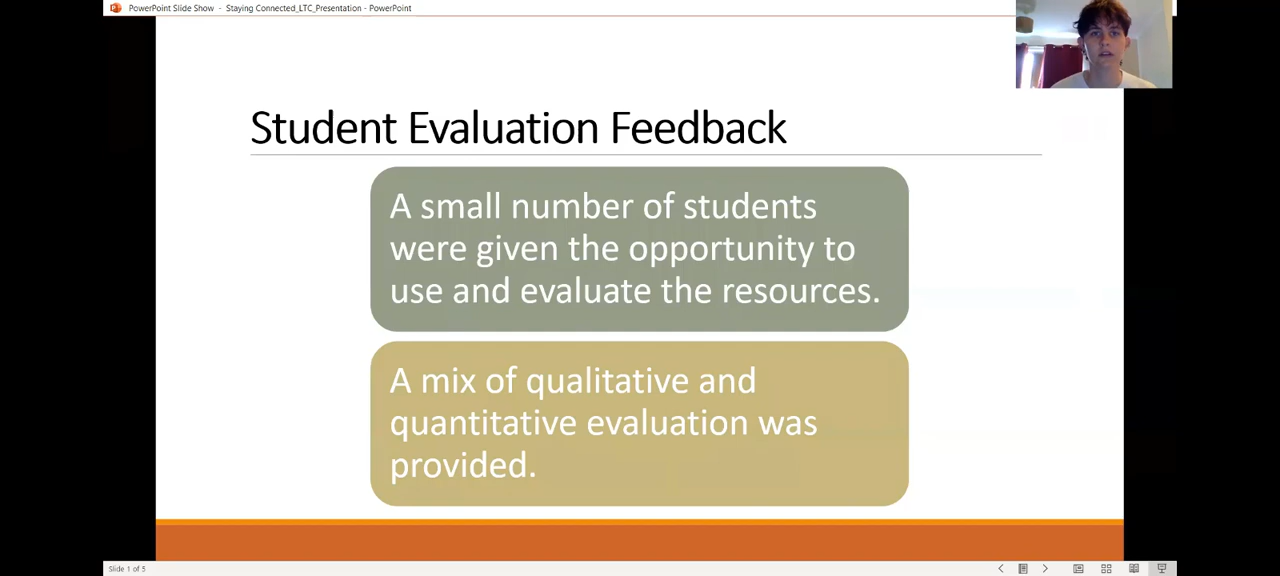 PowerPoint Slide Show - Staying Connected_LTC_Presentation - PowerPoint
Student Evaluation Feedback
A small number of students
were given the opportunity to
use and evaluate the resources.
A mix of qualitative and
quantitative evaluation was
provided.
Slide 1 of 5